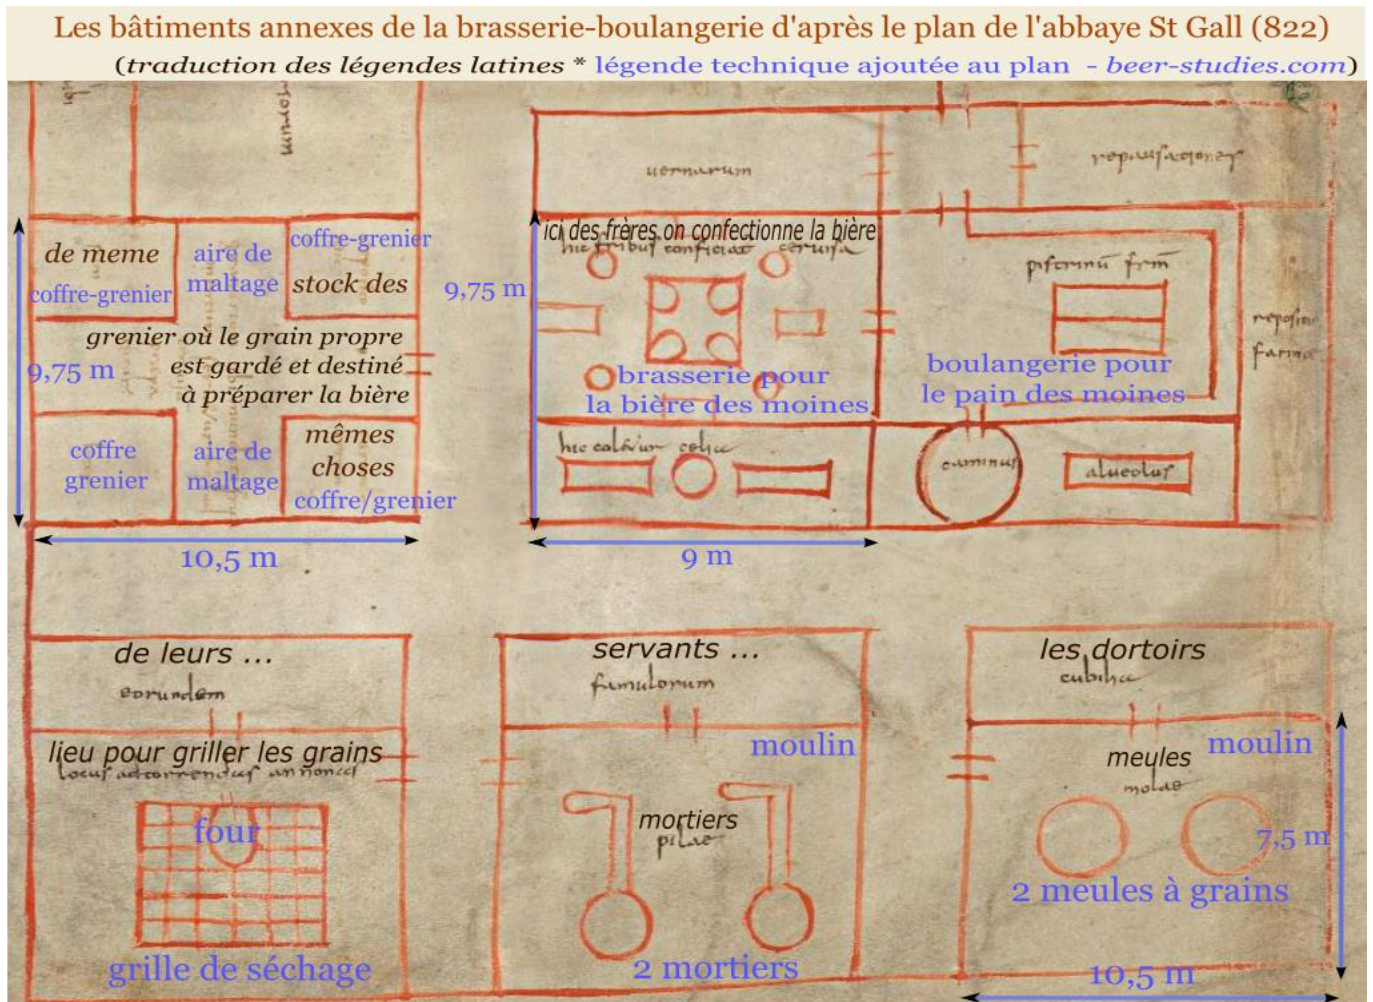 Les bâtiments annexes de la brasserie-boulangerie d'après le plan de l'abbaye St Gall (822)
(traduction des légendes latines * légende technique ajoutée au plan - beer-studies.com)
uernarum
repausationes
ici des frères on confectionne la bière
conficiat
de meme
coffre-grenier
aire de
maltage
coffre-grenier
stock des
9,75 m
grenier où le grain propre
est gardé et destiné
à préparer la bière
9,75 m
brasserie pour
la bière des moines
boulangerie pour
le pain des moines
coffre
grenier
aire de
maltage
mêmes
choses
coffre/grenier
caminus
alueolus
10,5 m
9 m
de leurs ...
eorundem
servants ...
famulorum
les dortoirs
cubilia
lieu pour griller les grains
moulin
meules
moulin
molae
four
mortiers
pilae
7,5 m
2 meules à grains
grille de séchage
2 mortiers
10,5 m